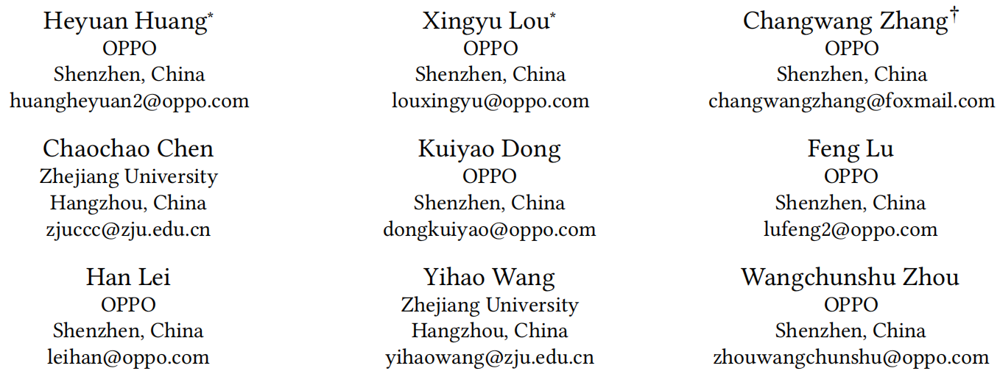 Heyuan Huang*
OPPO
Shenzhen, China
huangheyuan2@oppo.com
Xingyu Lou*
OPPO
Shenzhen, China
louxingyu@oppo.com
Changwang Zhang†
OPPO
Shenzhen, China
changwangzhang@foxmail.com
Chaochao Chen
Zhejiang University
Hangzhou, China
zjuccc@zju.edu.cn
Kuiyao Dong
OPPO
Shenzhen, China
dongkuiyao@oppo.com
Feng Lu
OPPO
Shenzhen, China
lufeng2@oppo.com
Han Lei
OPPO
Shenzhen, China
leihan@oppo.com
Yihao Wang
Zhejiang University
Hangzhou, China
yihaowang@zju.edu.cn
Wangchunshu Zhou
OPPO
Shenzhen, China
zhouwangchunshu@oppo.com